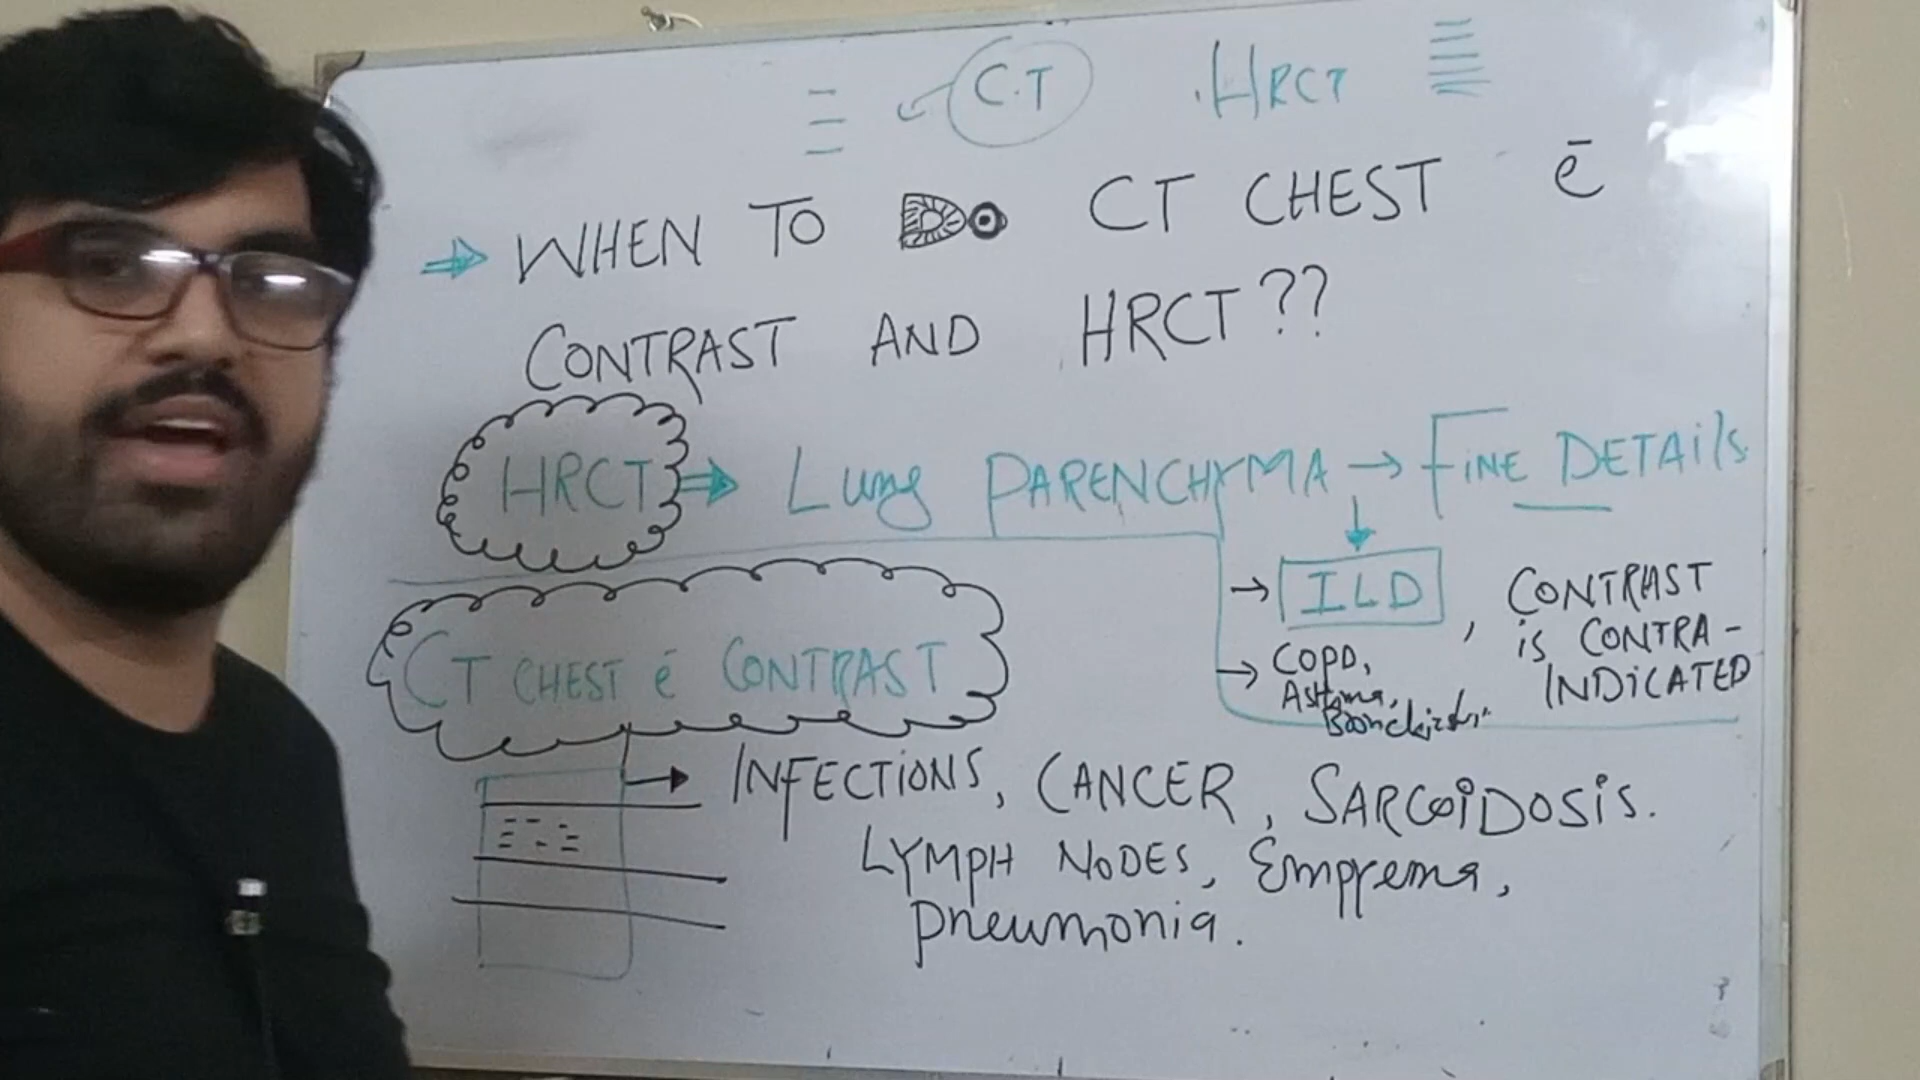 C.T HRCT
WHEN TO DO CT CHEST ē
CONTRAST AND HRCT??
HRCT ⇒ Lung PARENCHYMA → FINE DETAils
→ ILD , CONTRAST
is CONTRA-
INDiCATED
→ COPD,
Asthma,
CT CHEST ē CONTRAST
→ INFECTiONS, CANCER, SARCOiDOSiS.
LYMPH NODES, Empyema,
pneumonia.